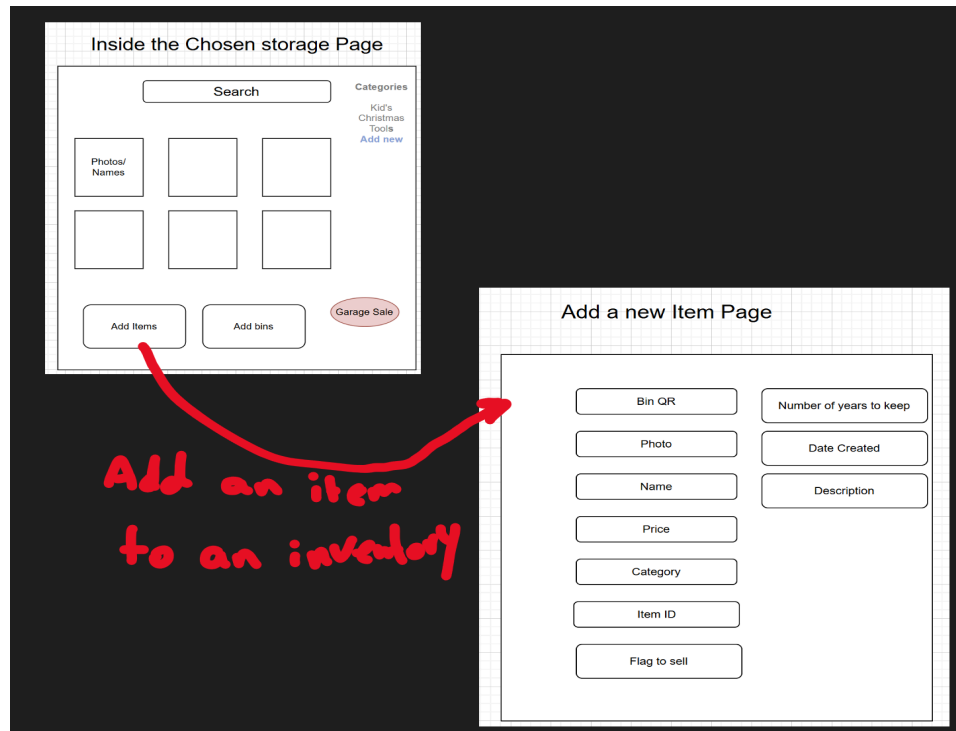 Inside the Chosen storage Page
Search
Categories
Kid's
Christmas
Tools
Add new
Photos/
Names
Add Items
Add bins
Garage Sale
Add an item
to an inventory
Add a new Item Page
Bin QR
Photo
Name
Price
Category
Item ID
Flag to sell
Number of years to keep
Date Created
Description